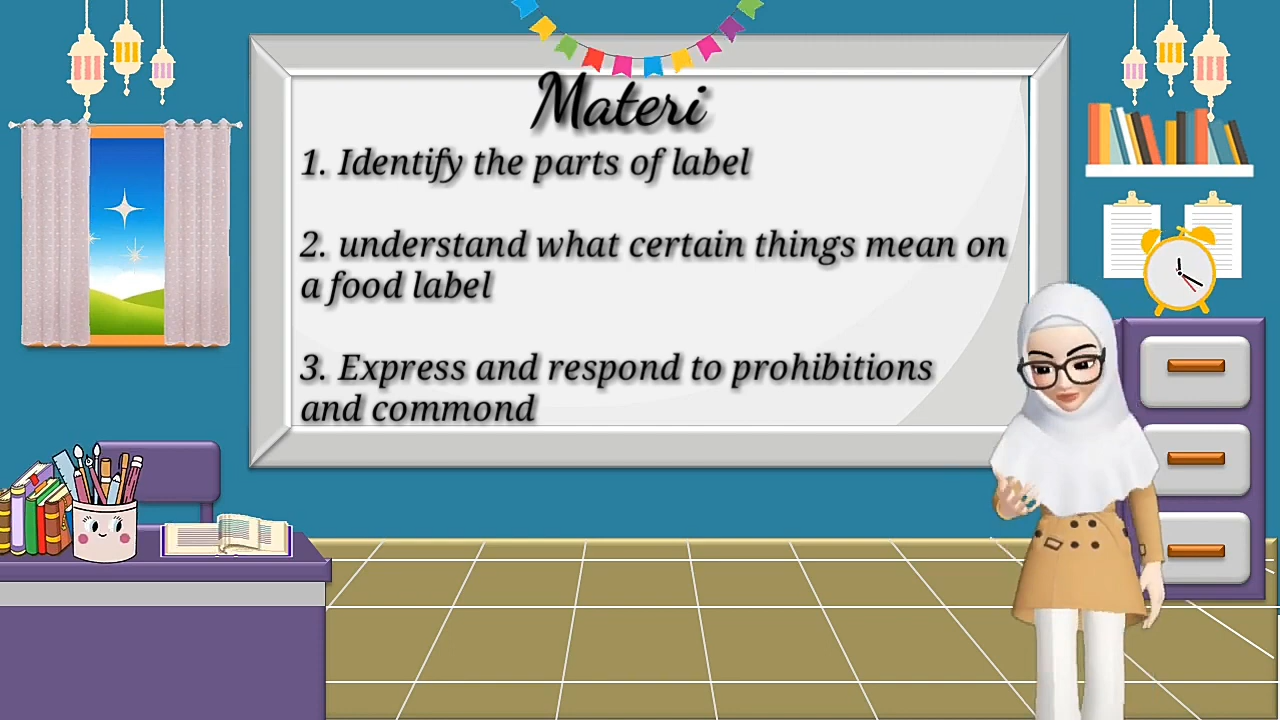 Materi
1. Identify the parts of label
2. understand what certain things mean on
a food label
3. Express and respond to prohibitions
and commond